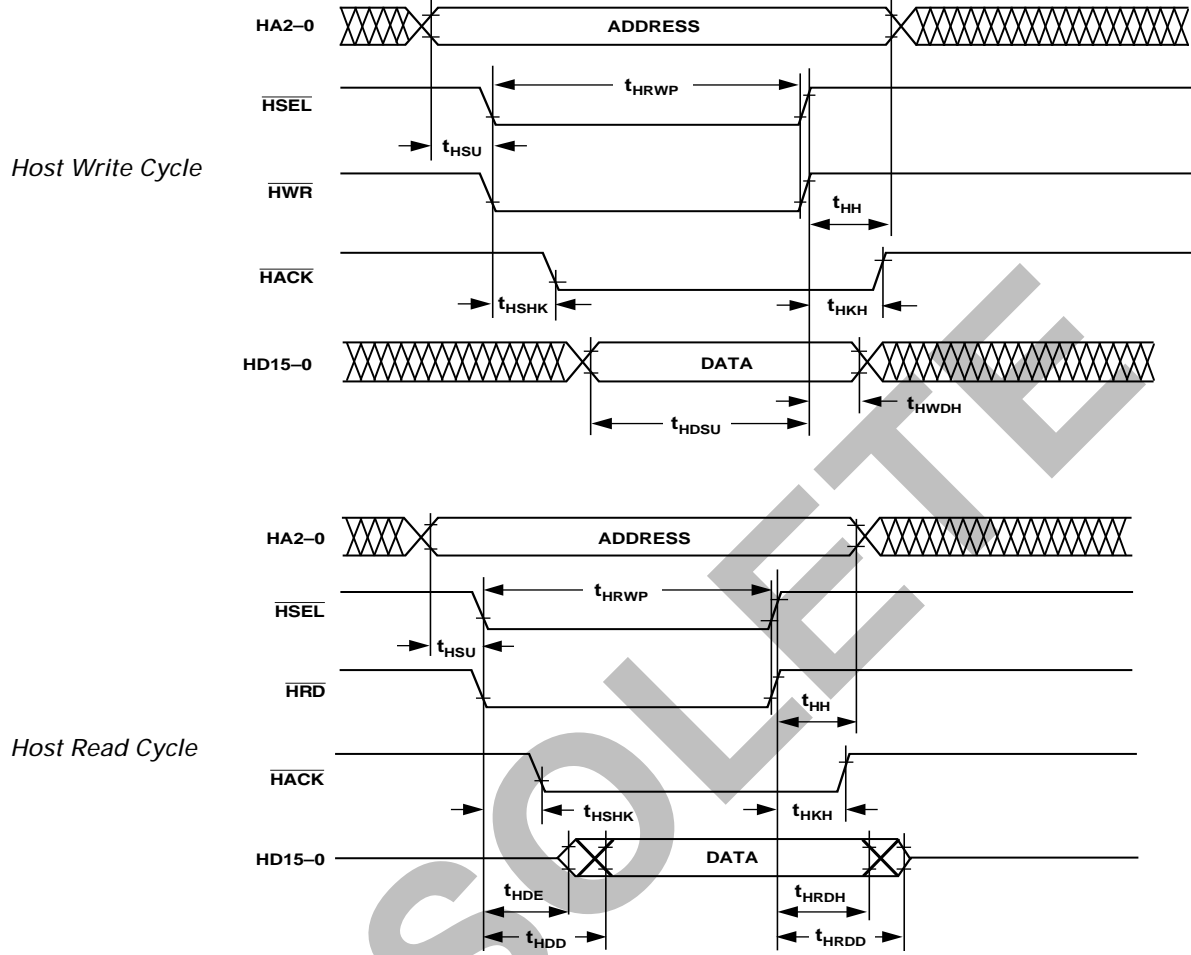 HA2–0
ADDRESS
HSEL
tHRWP
tHSU
Host Write Cycle
HWR
tHH
HACK
tHSHK
tHKH
HD15–0
DATA
tHWDH
tHDSU
HA2–0
ADDRESS
HSEL
tHRWP
tHSU
HRD
tHH
Host Read Cycle
HACK
tHSHK
tHKH
HD15–0
DATA
tHDE
tHRDH
tHDD
tHRDD
SOLETE